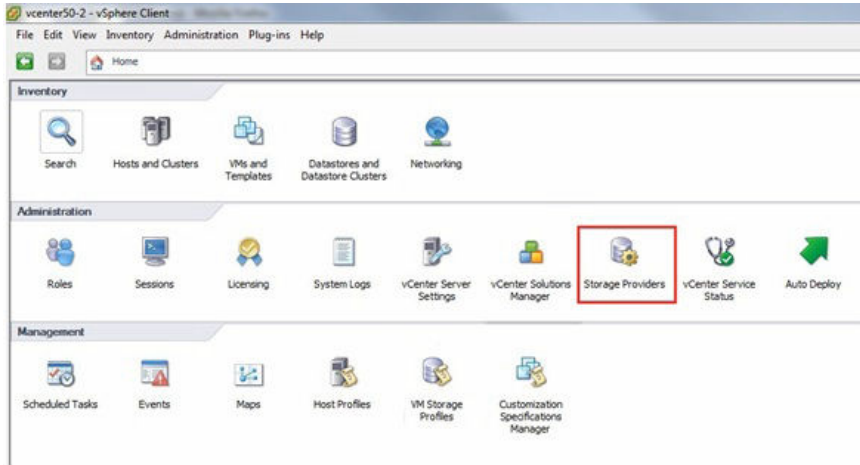 vcenter50-2 - vSphere Client
File Edit View Inventory Administration Plug-ins Help
Home
Inventory
Search
Hosts and Clusters
VMs and
Templates
Datastores and
Datastore Clusters
Networking
Administration
Roles
Sessions
Licensing
System Logs
vCenter Server
Settings
vCenter Solutions
Manager
Storage Providers
vCenter Service
Status
Auto Deploy
Management
Scheduled Tasks
Events
Maps
Host Profiles
VM Storage
Profiles
Customization
Specifications
Manager